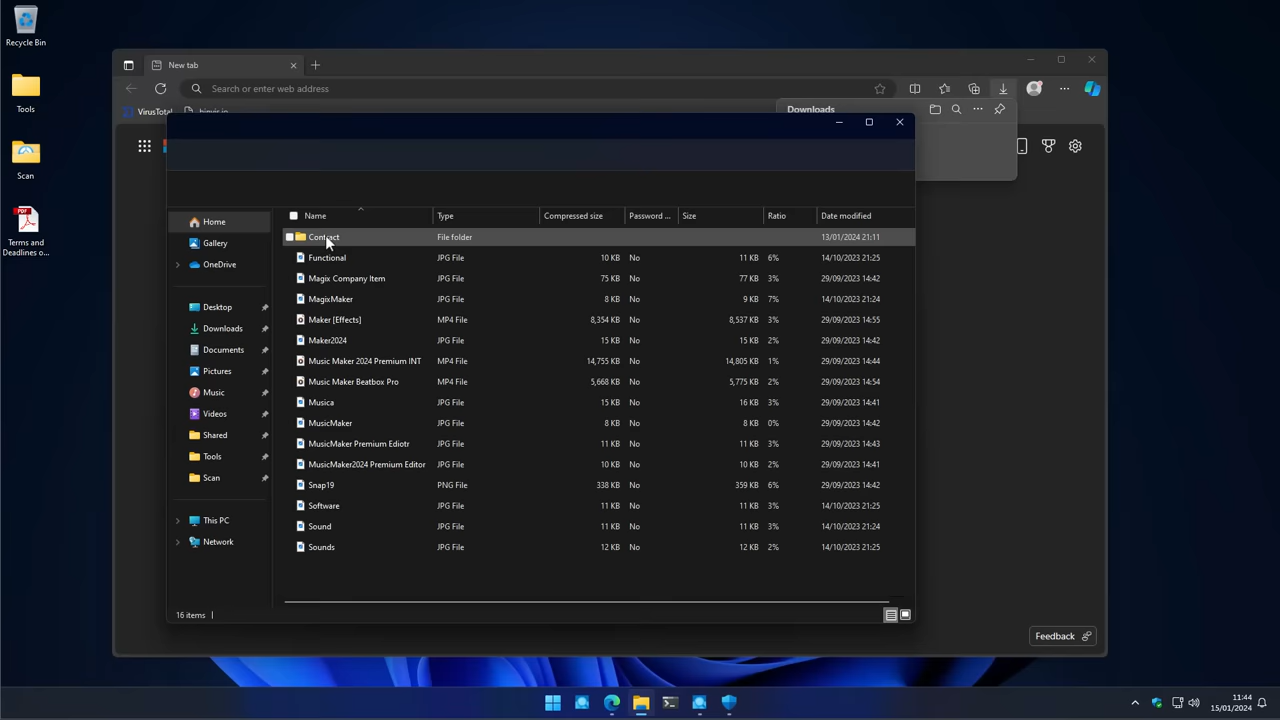 Recycle Bin
Tools
Scan
PDF
Terms and
Deadlines o...
New tab
Search or enter web address
VirusTotal
Downloads
Name Type Compressed size Password ... Size Ratio Date modified
Contract File folder 13/01/2024 21:11
Functional JPG File 10 KB No 11 KB 6% 14/10/2023 21:25
Magix Company Item JPG File 75 KB No 77 KB 3% 29/09/2023 14:42
MagixMaker JPG File 8 KB No 9 KB 7% 14/10/2023 21:24
Maker [Effects] MP4 File 8,354 KB No 8,537 KB 3% 29/09/2023 14:55
Maker2024 JPG File 15 KB No 15 KB 3% 29/09/2023 14:42
Music Maker 2024 Premium INT MP4 File 14,755 KB No 14,805 KB 1% 29/09/2023 14:44
Music Maker Beatbox Pro MP4 File 5,668 KB No 5,775 KB 2% 29/09/2023 14:54
Musica JPG File 15 KB No 16 KB 3% 29/09/2023 14:42
MusicMaker JPG File 8 KB No 8 KB 0% 29/09/2023 14:42
MusicMaker Premium Ediotr JPG File 11 KB No 11 KB 3% 29/09/2023 14:43
MusicMaker2024 Premium Editor JPG File 10 KB No 10 KB 2% 29/09/2023 14:41
Snap19 PNG File 338 KB No 359 KB 6% 29/09/2023 14:42
Software JPG File 11 KB No 11 KB 3% 14/10/2023 21:25
Sound JPG File 11 KB No 11 KB 3% 14/10/2023 21:24
Sounds JPG File 12 KB No 12 KB 2% 14/10/2023 21:25
Home
Gallery
OneDrive
Desktop
Downloads
Documents
Pictures
Music
Videos
Shared
Tools
Scan
This PC
Network
16 items
Feedback
11:44
15/01/2024